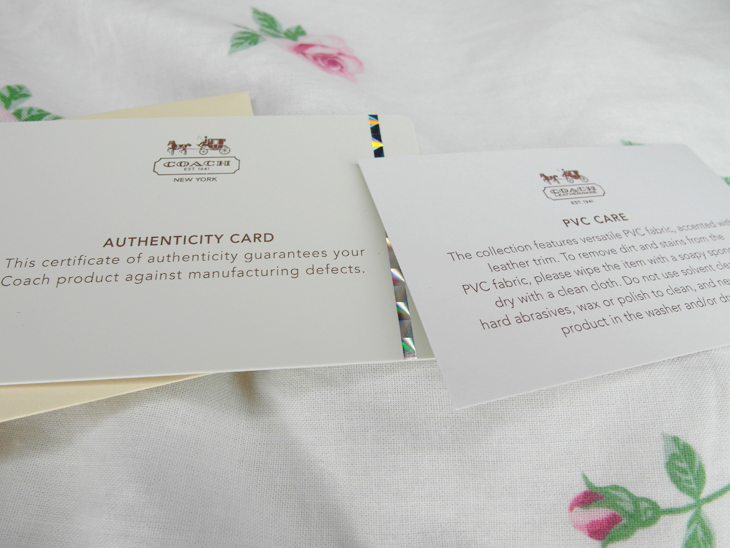 COACH
EST. 1941
NEW YORK
AUTHENTICITY CARD
This certificate of authenticity guarantees your
Coach product against manufacturing defects.
COACH
LEATHERWARE
EST. 1941
PVC CARE
The collection features versatile PVC fabric, accented with
leather trim. To remove dirt and stains from the
PVC fabric, please wipe the item with a soapy
dry with a clean cloth. Do not use solvent
hard abrasives, wax or polish to clean, and
product in the washer and/or